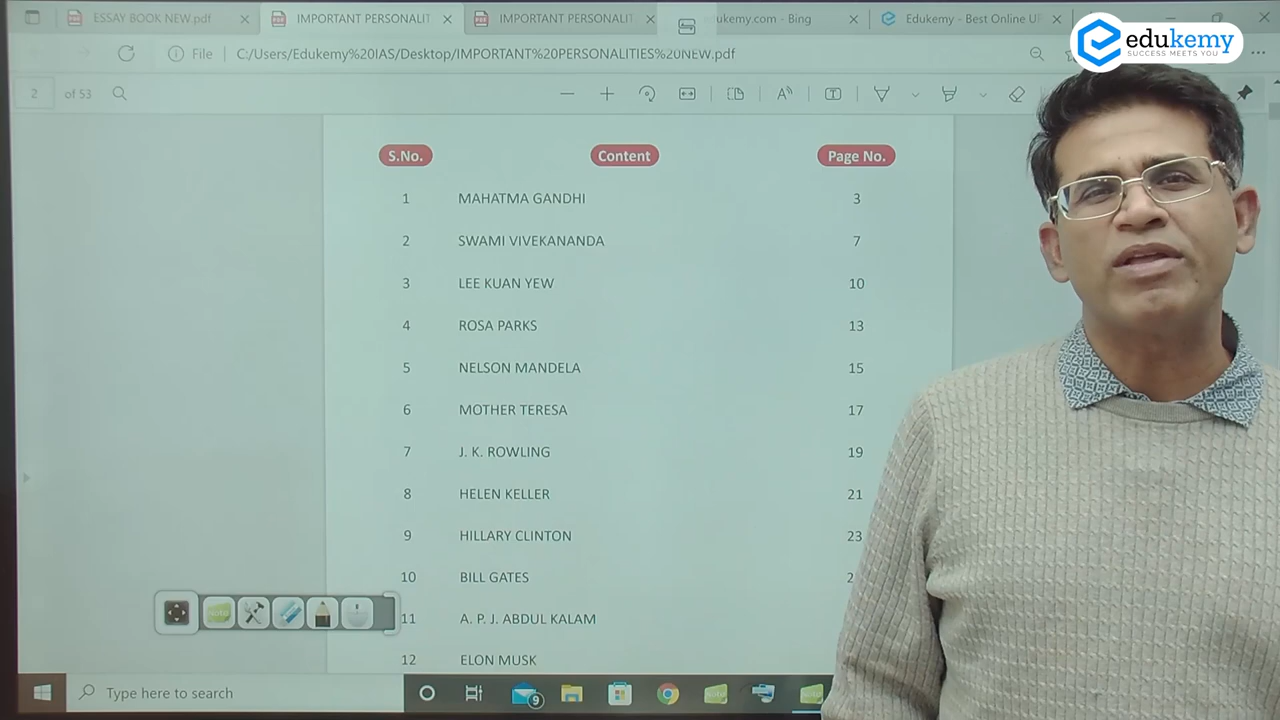 ESSAY BOOK NEW.pdf
IMPORTANT PERSONALIT
IMPORTANT PERSONALIT
dukemy.com - Bing
Edukemy - Best Online
edukemy
SUCCESS MEETS YOU
File
C:/Users/Edukemy%20IAS/Desktop/IMPORTANT%20PERSONALITIES%20NEW.pdf
2 of 53
S.No. Content Page No.
1 MAHATMA GANDHI 3
2 SWAMI VIVEKANANDA 7
3 LEE KUAN YEW 10
4 ROSA PARKS 13
5 NELSON MANDELA 15
6 MOTHER TERESA 17
7 J. K. ROWLING 19
8 HELEN KELLER 21
9 HILLARY CLINTON 23
10 BILL GATES 2
11 A. P. J. ABDUL KALAM
12 ELON MUSK
Type here to search
9